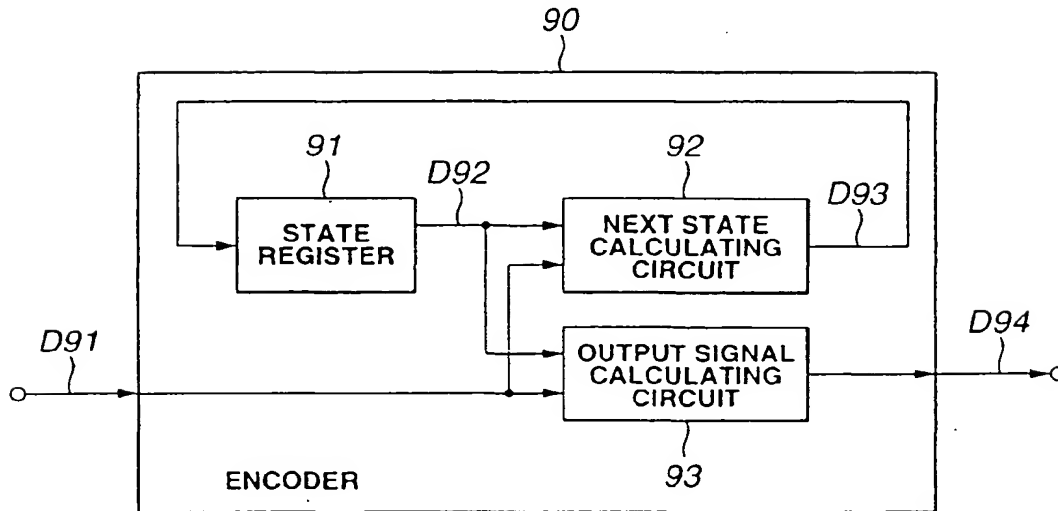 90
91
D92
92
D93
STATE
REGISTER
NEXT STATE
CALCULATING
CIRCUIT
D91
D94
OUTPUT SIGNAL
CALCULATING
CIRCUIT
93
ENCODER